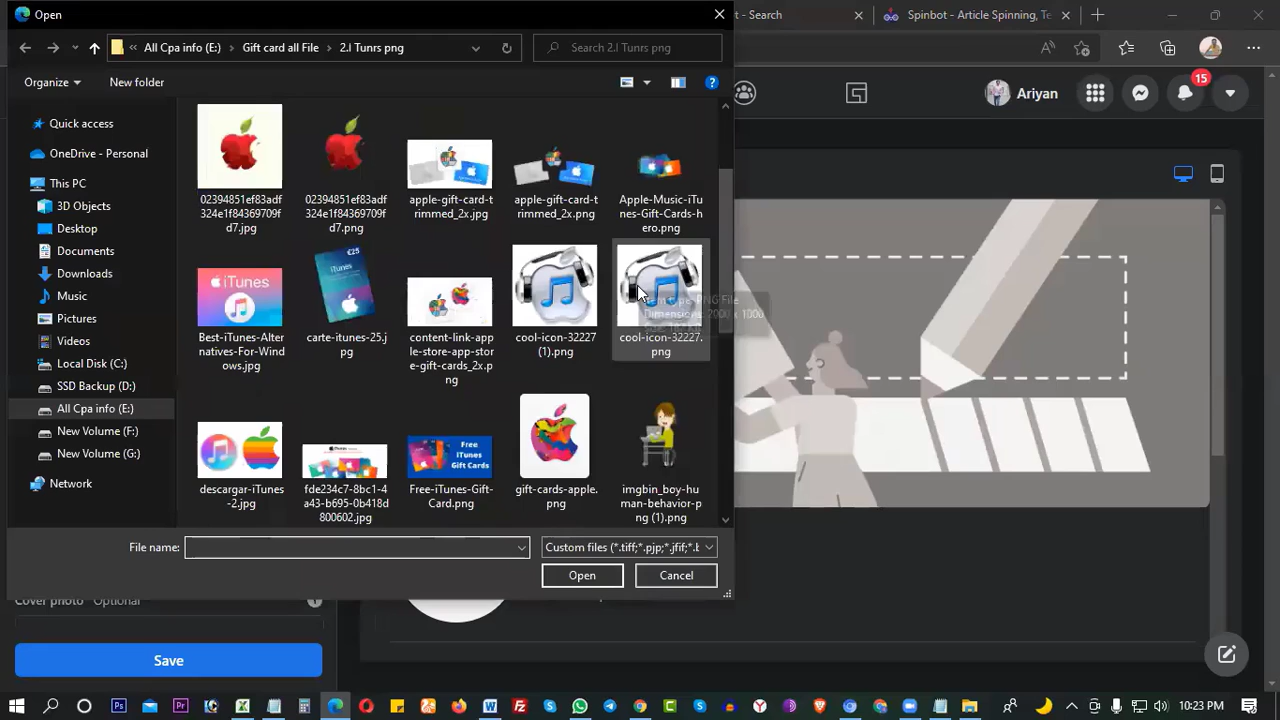 Open
t - Search
Spinbot - Article Spinning, Te
All Cpa info (E:)
Gift card all File
2.I Tunrs png
Search 2.I Tunrs png
Organize
New folder
Quick access
OneDrive - Personal
This PC
3D Objects
Desktop
Documents
Downloads
Music
Pictures
Videos
Local Disk (C:)
SSD Backup (D:)
All Cpa info (E:)
New Volume (F:)
New Volume (G:)
Network
02394851ef83adf
324e1f84369709f
d7.jpg
02394851ef83adf
324e1f84369709f
d7.png
apple-gift-card-t
rimmed_2x.jpg
apple-gift-card-t
rimmed_2x.png
Apple-Music-iTu
nes-Gift-Cards-h
ero.png
iTunes
Best-iTunes-Alter
natives-For-Wind
ows.jpg
€25
iTunes
carte-itunes-25.j
pg
content-link-app
le-store-app-stor
e-gift-cards_2x.p
ng
cool-icon-32227
(1).png
cool-icon-32227.
png
Dimensions: 2000 x 1000
descargar-iTunes
-2.jpg
fde234c7-8bc1-4
a43-b695-0b418d
800602.jpg
Free
iTunes
Gift Cards
Free-iTunes-Gift-
Card.png
gift-cards-apple.
png
imgbin_boy-hu
man-behavior-p
ng (1).png
File name:
Custom files (*.tiff;*.pjp;*.jfif;*.b
Open
Cancel
15
Ariyan
Cover photo Optional
Save
10:23 PM